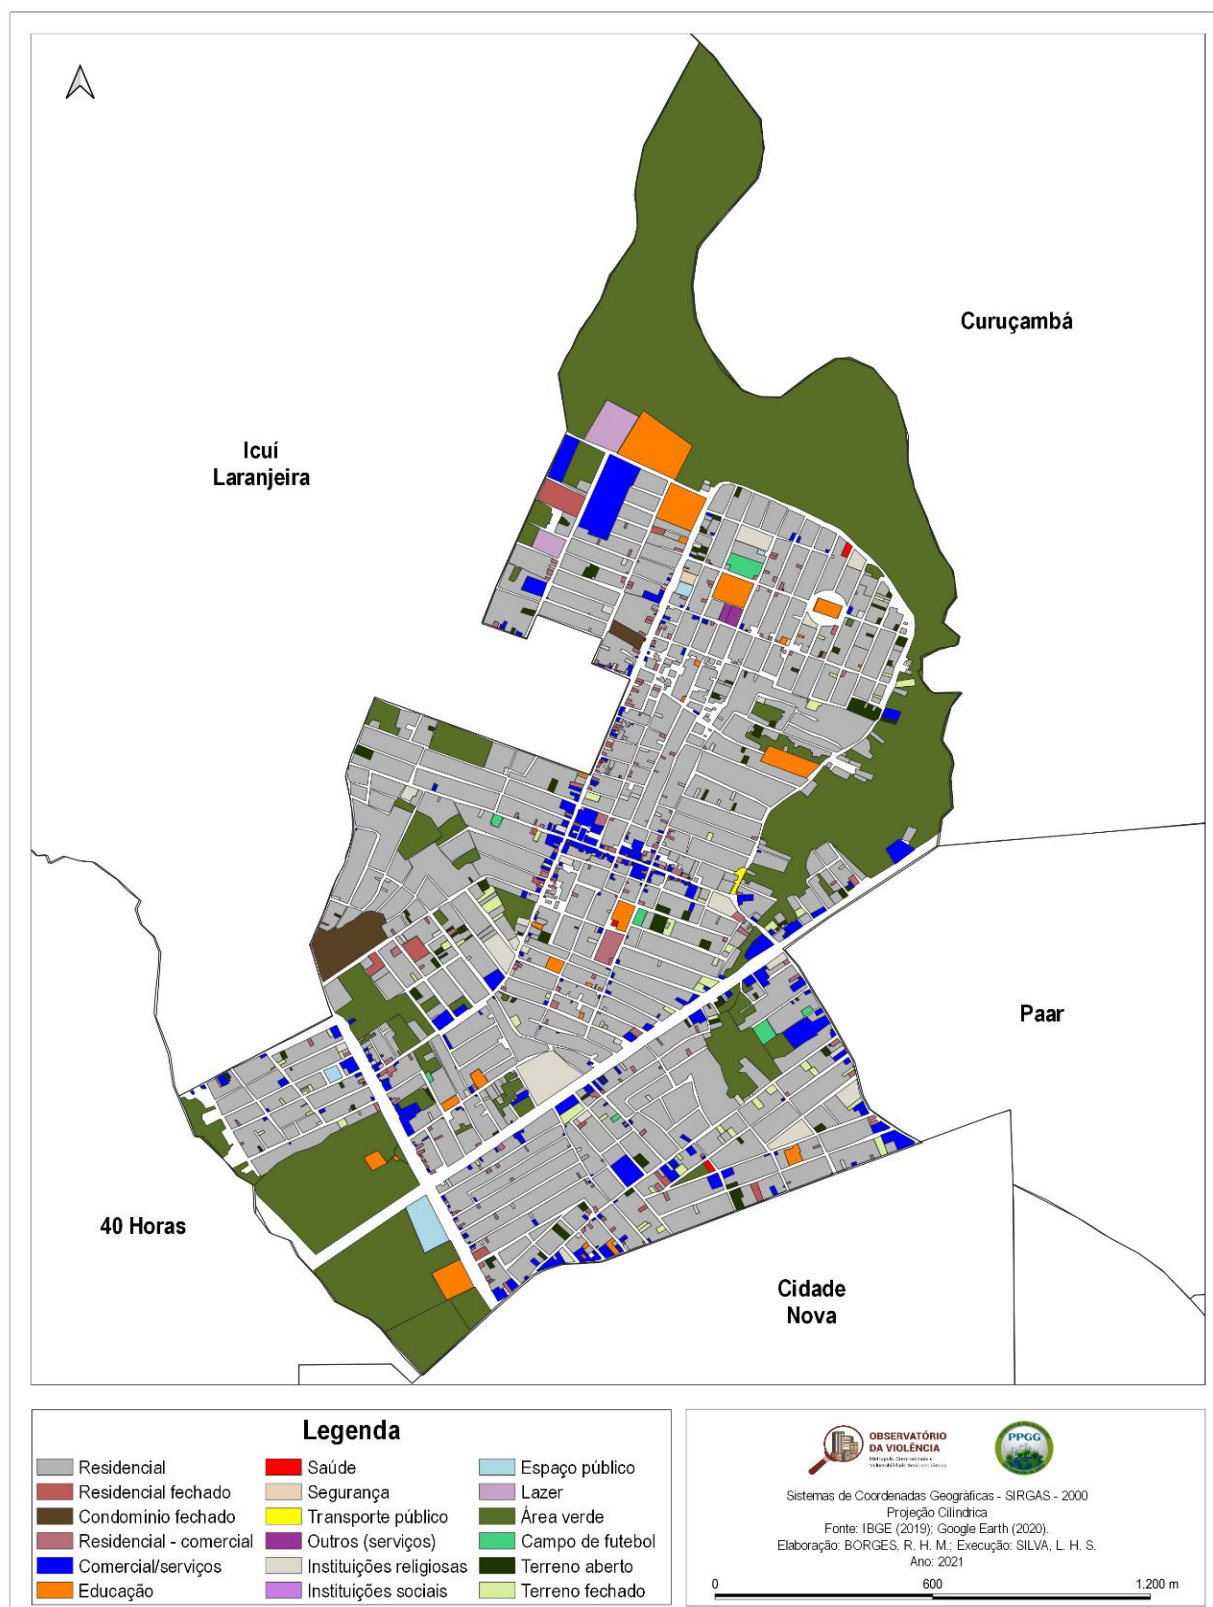 Curuçambá
Icuí
Laranjeira
Paar
40 Horas
Cidade
Nova
Legenda
Residencial
Residencial fechado
Condomínio fechado
Residencial - comercial
Comercial/serviços
Educação
Saúde
Segurança
Transporte público
Outros (serviços)
Instituições religiosas
Instituições sociais
Espaço público
Lazer
Área verde
Campo de futebol
Terreno aberto
Terreno fechado
OBSERVATÓRIO
DA VIOLÊNCIA
PPGG
Sistemas de Coordenadas Geográficas - SIRGAS - 2000
Projeção Cilíndrica
Fonte: IBGE (2019); Google Earth (2020).
Elaboração: BORGES, R. H. M.; Execução: SILVA, L. H. S.
Ano: 2021
0 600 1.200 m